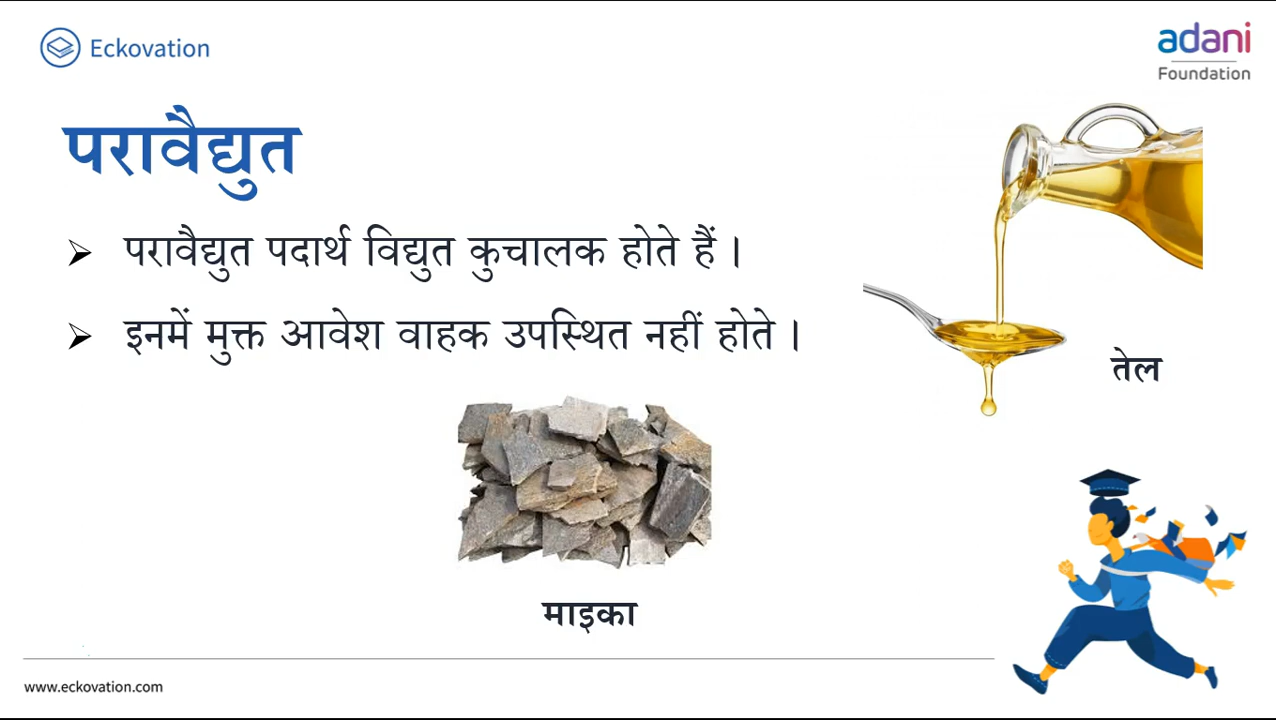 Eckovation
adani
Foundation
परावैद्युत
परावैद्युत पदार्थ विद्युत कुचालक होते हैं ।
इनमें मुक्त आवेश वाहक उपस्थित नहीं होते ।
तेल
माइका
www.eckovation.com